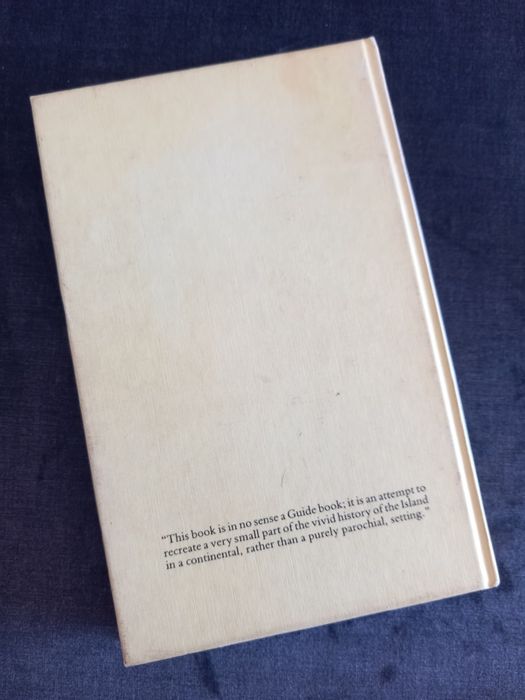 “This book is in no sense a Guide book; it is an attempt to
recreate a very small part of the vivid history of the Island
in a continental, rather than a purely parochial, setting.”